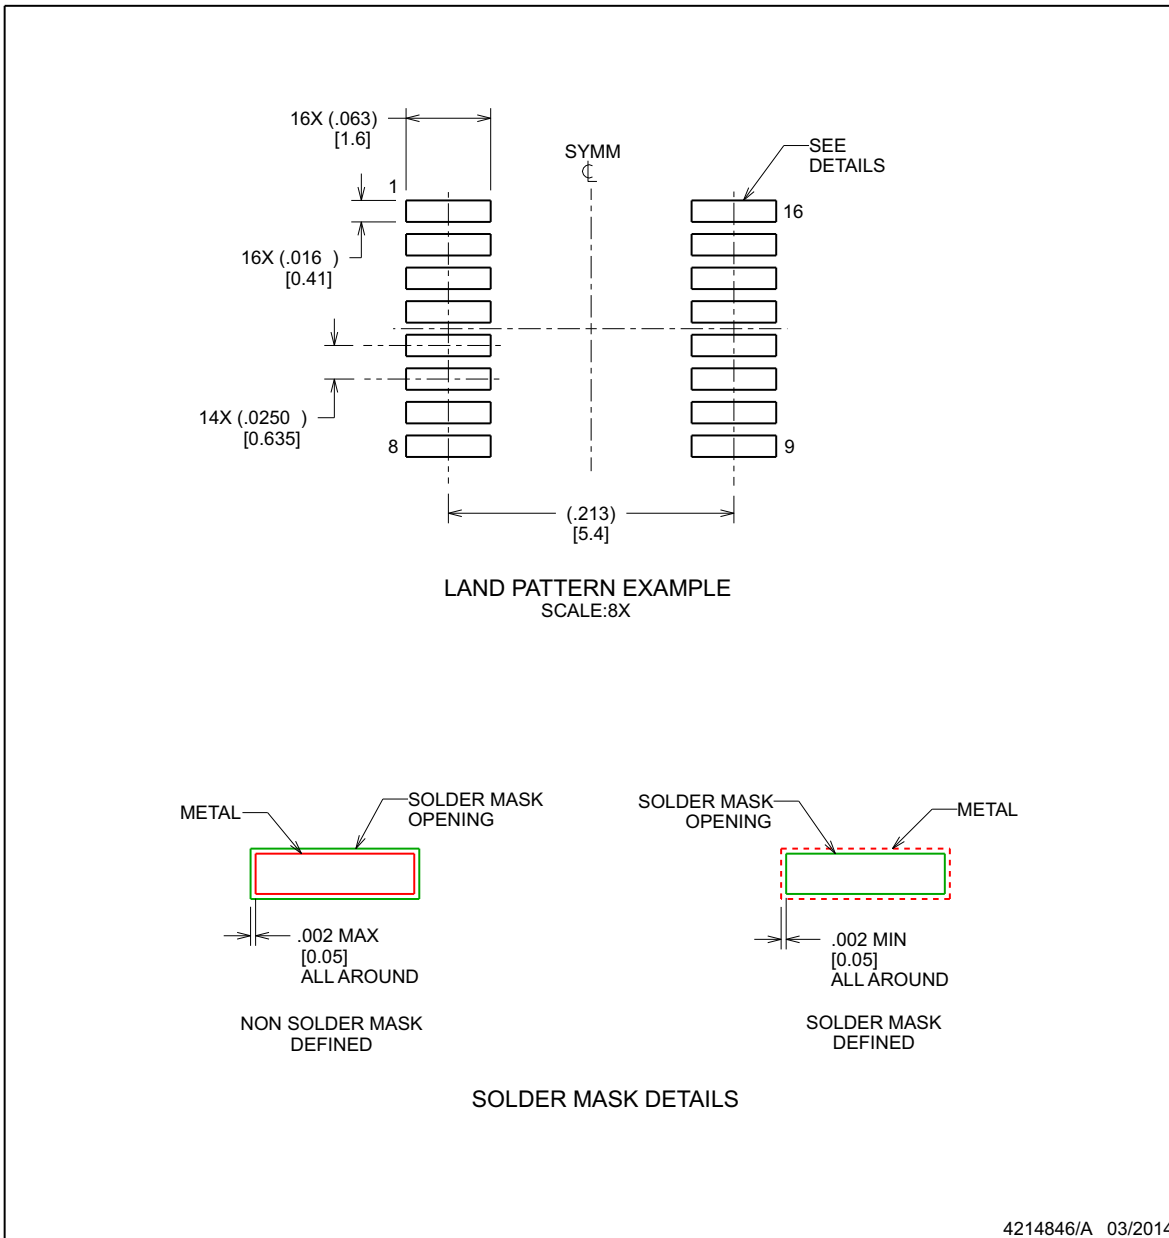 16X (.063)
[1.6]
SYMM
SEE
DETAILS
1
16
16X (.016 )
[0.41]
14X (.0250 )
[0.635]
8
9
(.213)
[5.4]
LAND PATTERN EXAMPLE
SCALE:8X
METAL
SOLDER MASK
OPENING
SOLDER MASK
OPENING
METAL
.002 MAX
[0.05]
ALL AROUND
.002 MIN
[0.05]
ALL AROUND
NON SOLDER MASK
DEFINED
SOLDER MASK
DEFINED
SOLDER MASK DETAILS
4214846/A 03/2014